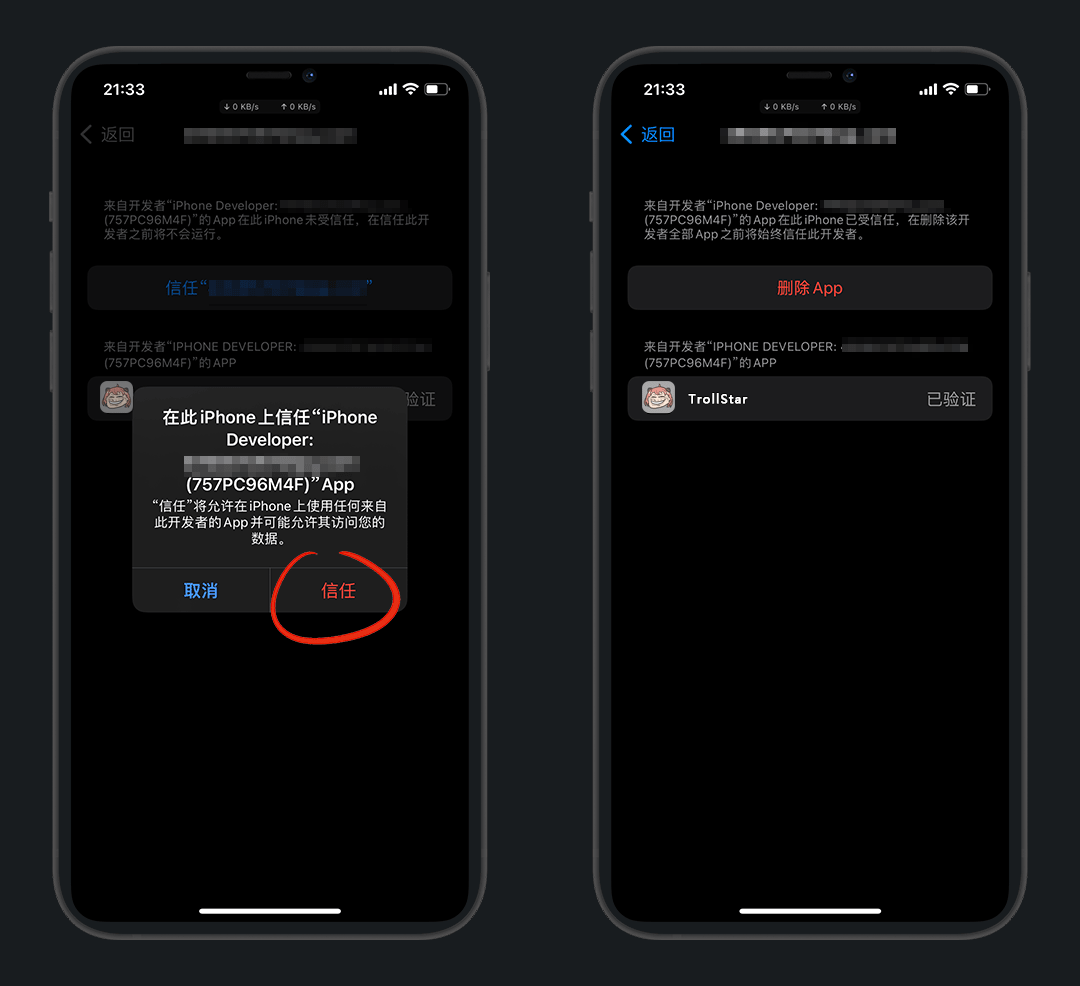 21:33
↓ 0 KB/s ↑ 0 KB/s
返回
来自开发者“iPhone Developer:
(757PC96M4F)”的 App 在此 iPhone 未受信任，在信任此开
发者之前将不会运行。
信任“ ”
来自开发者“IPHONE DEVELOPER:
(757PC96M4F)”的 APP
验证
在此 iPhone 上信任“iPhone
Developer:
(757PC96M4F)” App
“信任”将允许在 iPhone 上使用任何来自
此开发者的 App 并可能允许其访问您的
数据。
取消
信任
21:33
↓ 0 KB/s ↑ 0 KB/s
返回
来自开发者“iPhone Developer:
(757PC96M4F)”的 App 在此 iPhone 已受信任，在删除该开
发者全部 App 之前将始终信任此开发者。
删除 App
来自开发者“IPHONE DEVELOPER:
(757PC96M4F)”的 APP
TrollStar
已验证